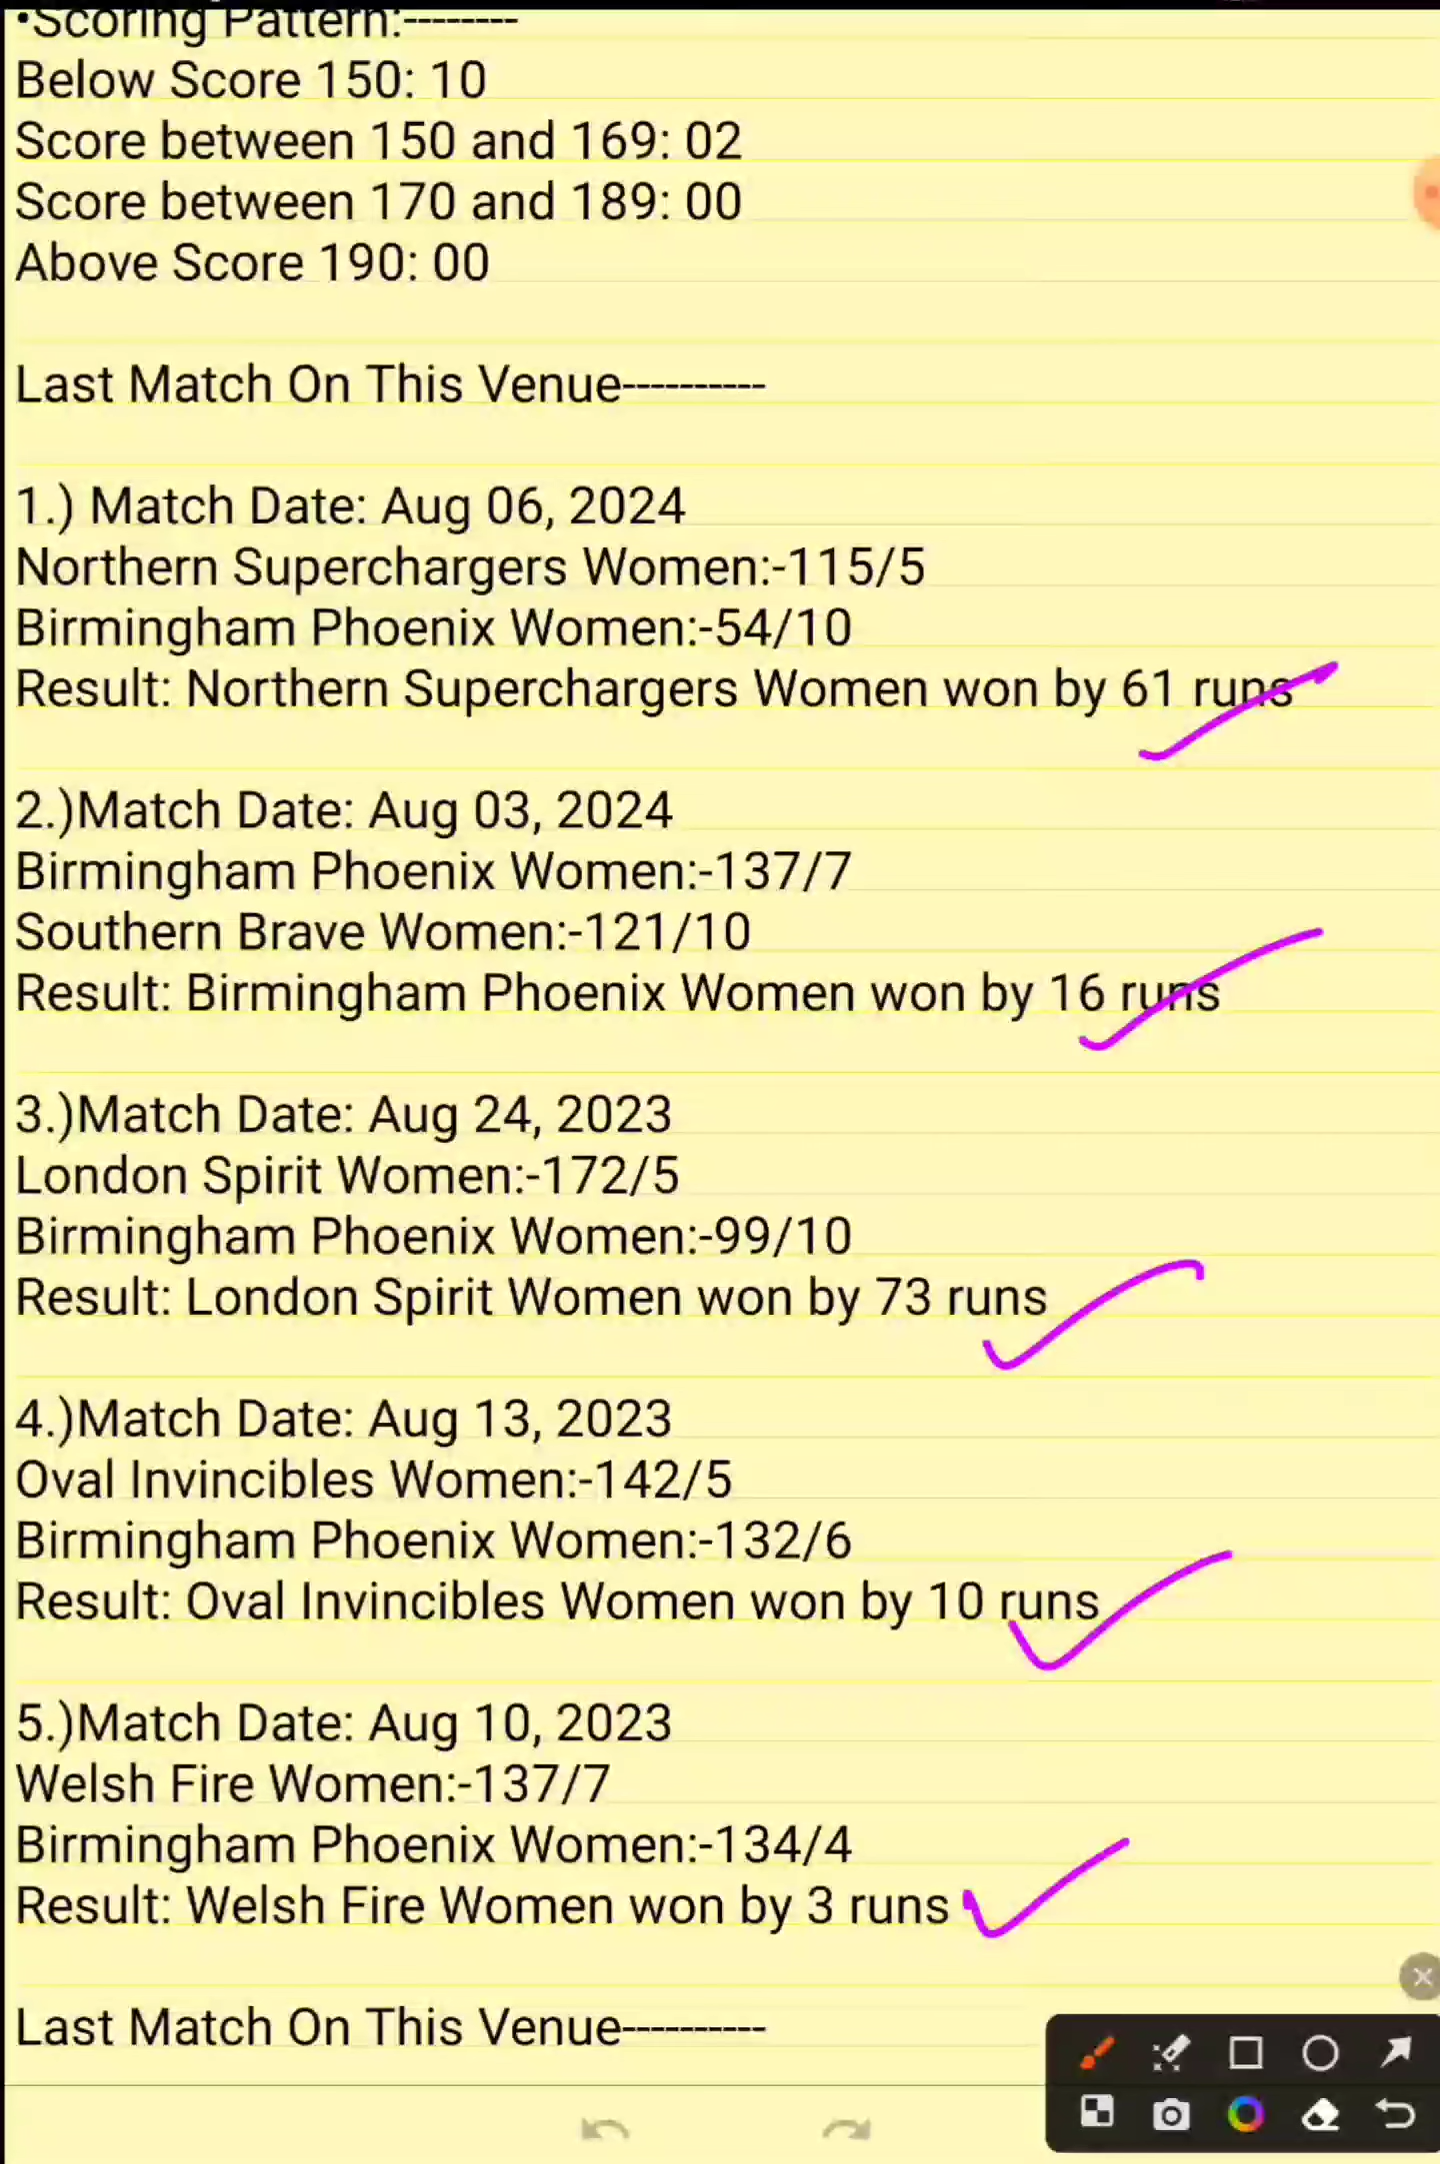 •Scoring Pattern:--------
Below Score 150: 10
Score between 150 and 169: 02
Score between 170 and 189: 00
Above Score 190: 00
Last Match On This Venue----------
1.) Match Date: Aug 06, 2024
Northern Superchargers Women:-115/5
Birmingham Phoenix Women:-54/10
Result: Northern Superchargers Women won by 61 runs
2.)Match Date: Aug 03, 2024
Birmingham Phoenix Women:-137/7
Southern Brave Women:-121/10
Result: Birmingham Phoenix Women won by 16 runs
3.)Match Date: Aug 24, 2023
London Spirit Women:-172/5
Birmingham Phoenix Women:-99/10
Result: London Spirit Women won by 73 runs
4.)Match Date: Aug 13, 2023
Oval Invincibles Women:-142/5
Birmingham Phoenix Women:-132/6
Result: Oval Invincibles Women won by 10 runs
5.)Match Date: Aug 10, 2023
Welsh Fire Women:-137/7
Birmingham Phoenix Women:-134/4
Result: Welsh Fire Women won by 3 runs
Last Match On This Venue----------